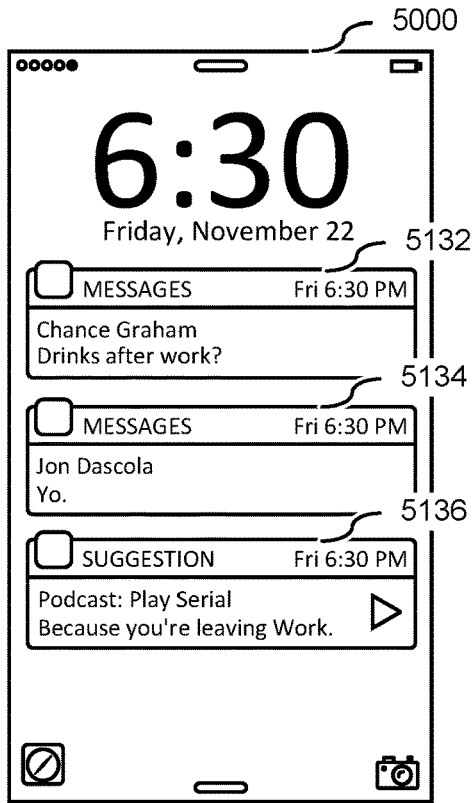 5000
6:30
Friday, November 22
5132
MESSAGES Fri 6:30 PM
Chance Graham
Drinks after work?
5134
MESSAGES Fri 6:30 PM
Jon Dascola
Yo.
5136
SUGGESTION Fri 6:30 PM
Podcast: Play Serial
Because you're leaving Work.